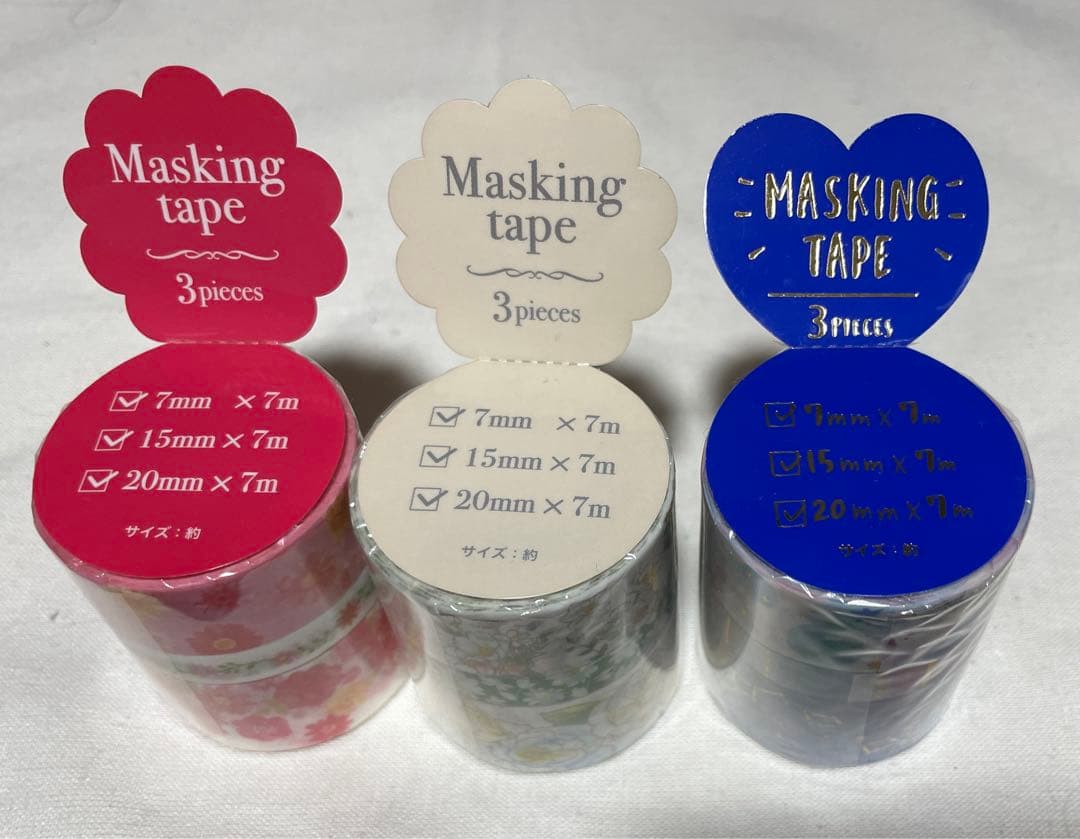 Masking
tape
3pieces
7mm × 7m
15mm × 7m
20mm × 7m
サイズ：約
Masking
tape
3pieces
7mm × 7m
15mm × 7m
20mm × 7m
サイズ：約
MASKING
TAPE
3PIECES
7mm x 7m
15mm x 7m
20mm x 7m
サイズ：約